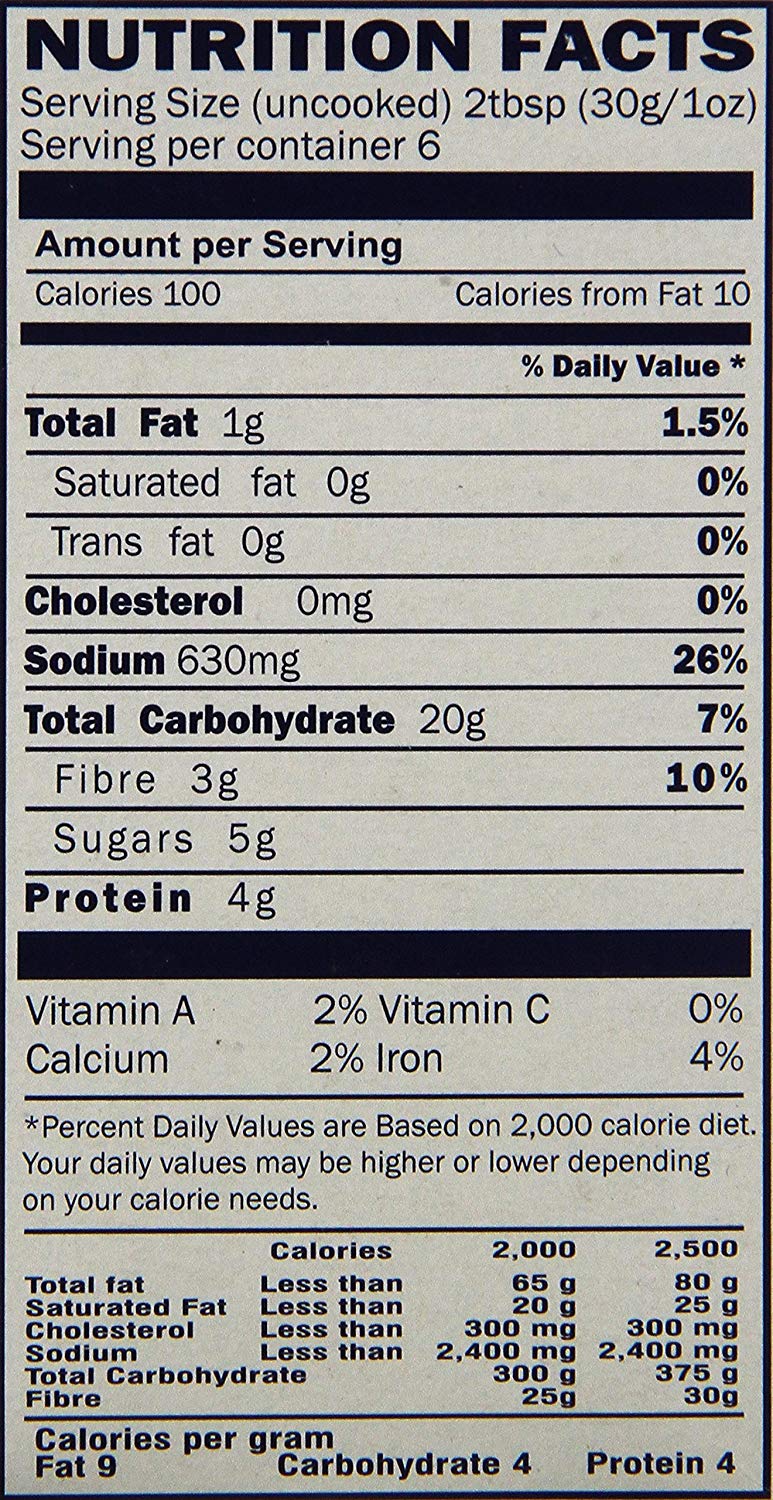 NUTRITION FACTS
Serving Size (uncooked) 2tbsp (30g/1oz)
Serving per container 6
Amount per Serving
Calories 100 Calories from Fat 10
% Daily Value *
Total Fat 1g 1.5%
Saturated fat 0g 0%
Trans fat 0g 0%
Cholesterol 0mg 0%
Sodium 630mg 26%
Total Carbohydrate 20g 7%
Fibre 3g 10%
Sugars 5g
Protein 4g
Vitamin A 2% Vitamin C 0%
Calcium 2% Iron 4%
*Percent Daily Values are Based on 2,000 calorie diet.
Your daily values may be higher or lower depending
on your calorie needs.
Calories 2,000 2,500
Total fat Less than 65 g 80 g
Saturated Fat Less than 20 g 25 g
Cholesterol Less than 300 mg 300 mg
Sodium Less than 2,400 mg 2,400 mg
Total Carbohydrate 300 g 375 g
Fibre 25g 30g
Calories per gram
Fat 9 Carbohydrate 4 Protein 4